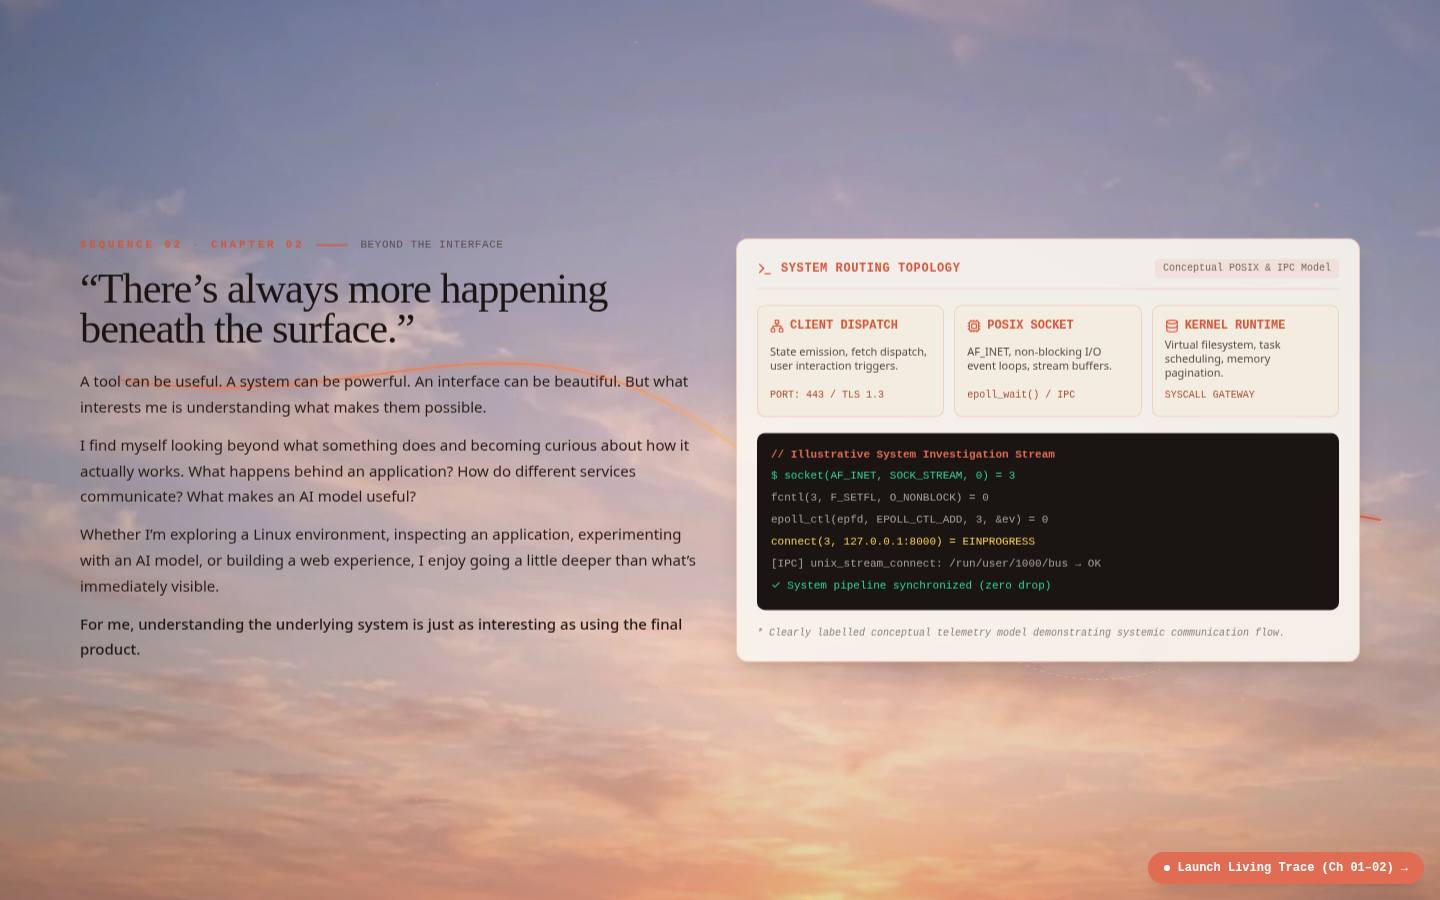 SEQUENCE 02 · CHAPTER 02 BEYOND THE INTERFACE
“There’s always more happening
beneath the surface.”
A tool can be useful. A system can be powerful. An interface can be beautiful. But what
interests me is understanding what makes them possible.
I find myself looking beyond what something does and becoming curious about how it
actually works. What happens behind an application? How do different services
communicate? What makes an AI model useful?
Whether I’m exploring a Linux environment, inspecting an application, experimenting
with an AI model, or building a web experience, I enjoy going a little deeper than what’s
immediately visible.
For me, understanding the underlying system is just as interesting as using the final
product.
SYSTEM ROUTING TOPOLOGY
Conceptual POSIX & IPC Model
CLIENT DISPATCH
State emission, fetch dispatch,
user interaction triggers.
PORT: 443 / TLS 1.3
POSIX SOCKET
AF_INET, non-blocking I/O
event loops, stream buffers.
epoll_wait() / IPC
KERNEL RUNTIME
Virtual filesystem, task
scheduling, memory
pagination.
SYSCALL GATEWAY
// Illustrative System Investigation Stream
$ socket(AF_INET, SOCK_STREAM, 0) = 3
fcntl(3, F_SETFL, O_NONBLOCK) = 0
epoll_ctl(epfd, EPOLL_CTL_ADD, 3, &ev) = 0
connect(3, 127.0.0.1:8000) = EINPROGRESS
[IPC] unix_stream_connect: /run/user/1000/bus → OK
✓ System pipeline synchronized (zero drop)
* Clearly labelled conceptual telemetry model demonstrating systemic communication flow.
Launch Living Trace (Ch 01–02) →